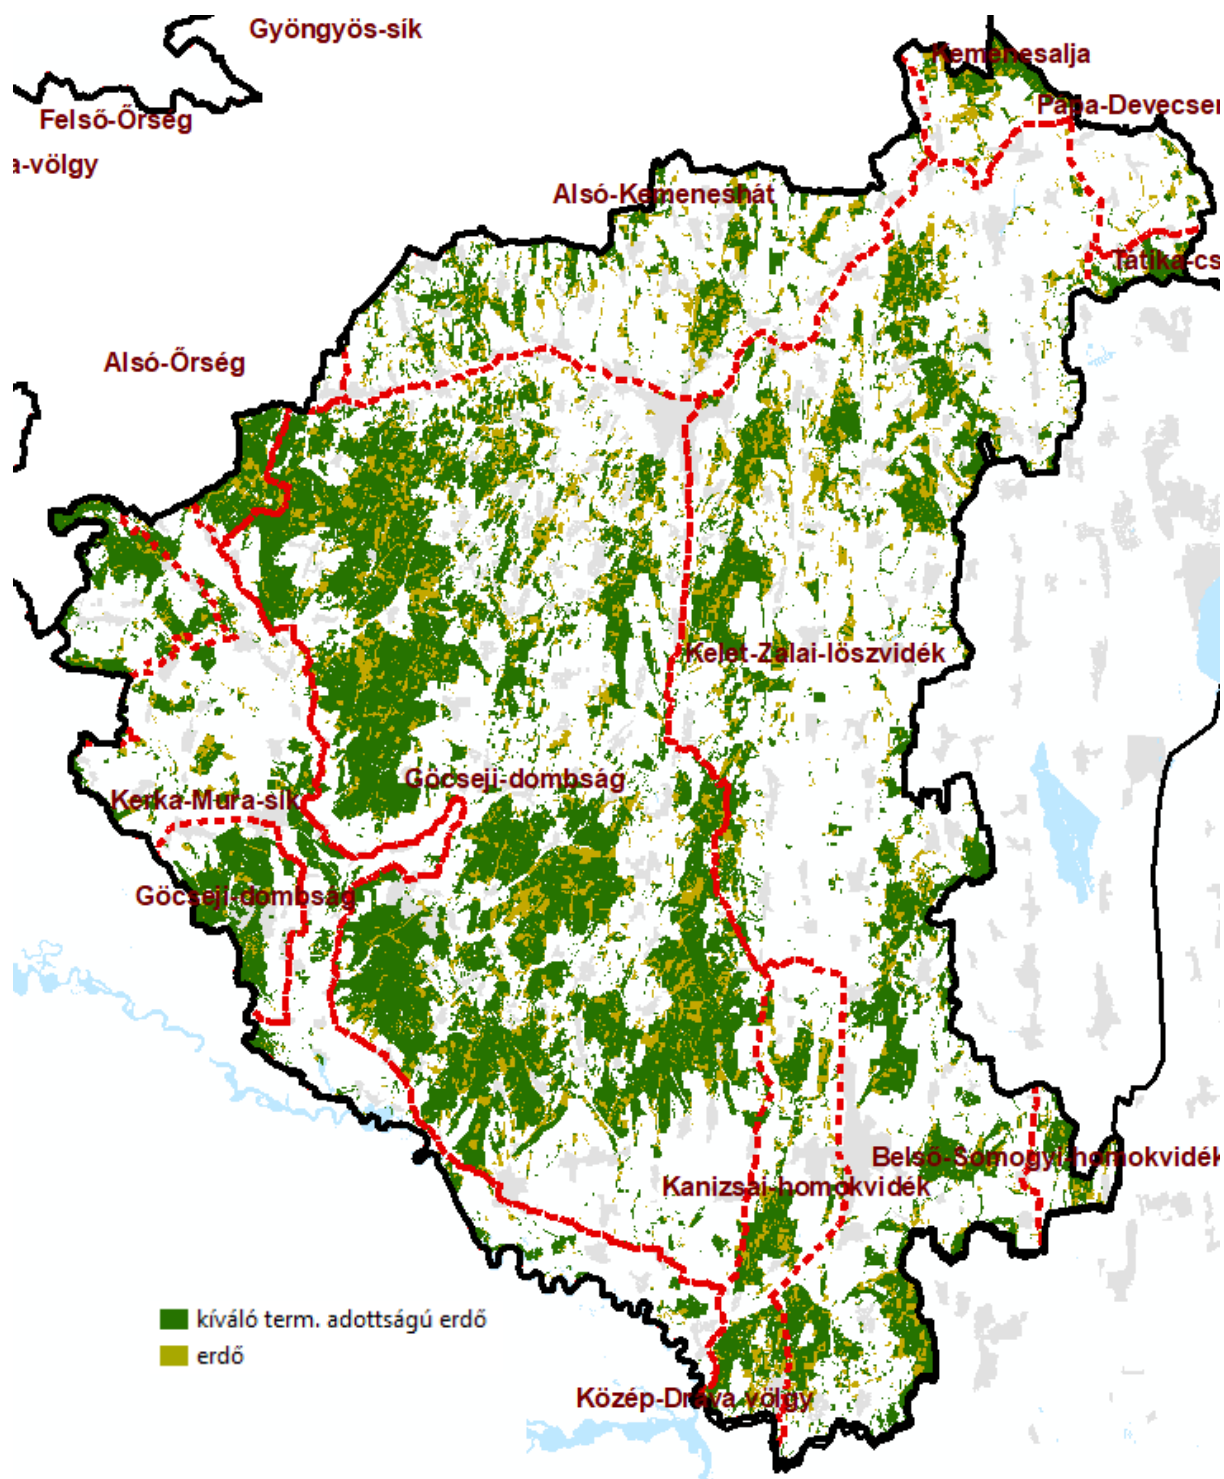 Gyöngyös-sík
Kemenesalja
Pápa-Devecser
Felső-Őrség
a-völgy
Alsó-Kemeneshát
Tátika-cs
Alsó-Őrség
Kelet-Zalai-löszvidék
Göcseji-dombság
Kerka-Mura-sík
Göcseji-dombság
Belső-Somogyi-homokvidék
Kanizsai-homokvidék
kíváló term. adottságú erdő
erdő
Közép-Dráva völgy